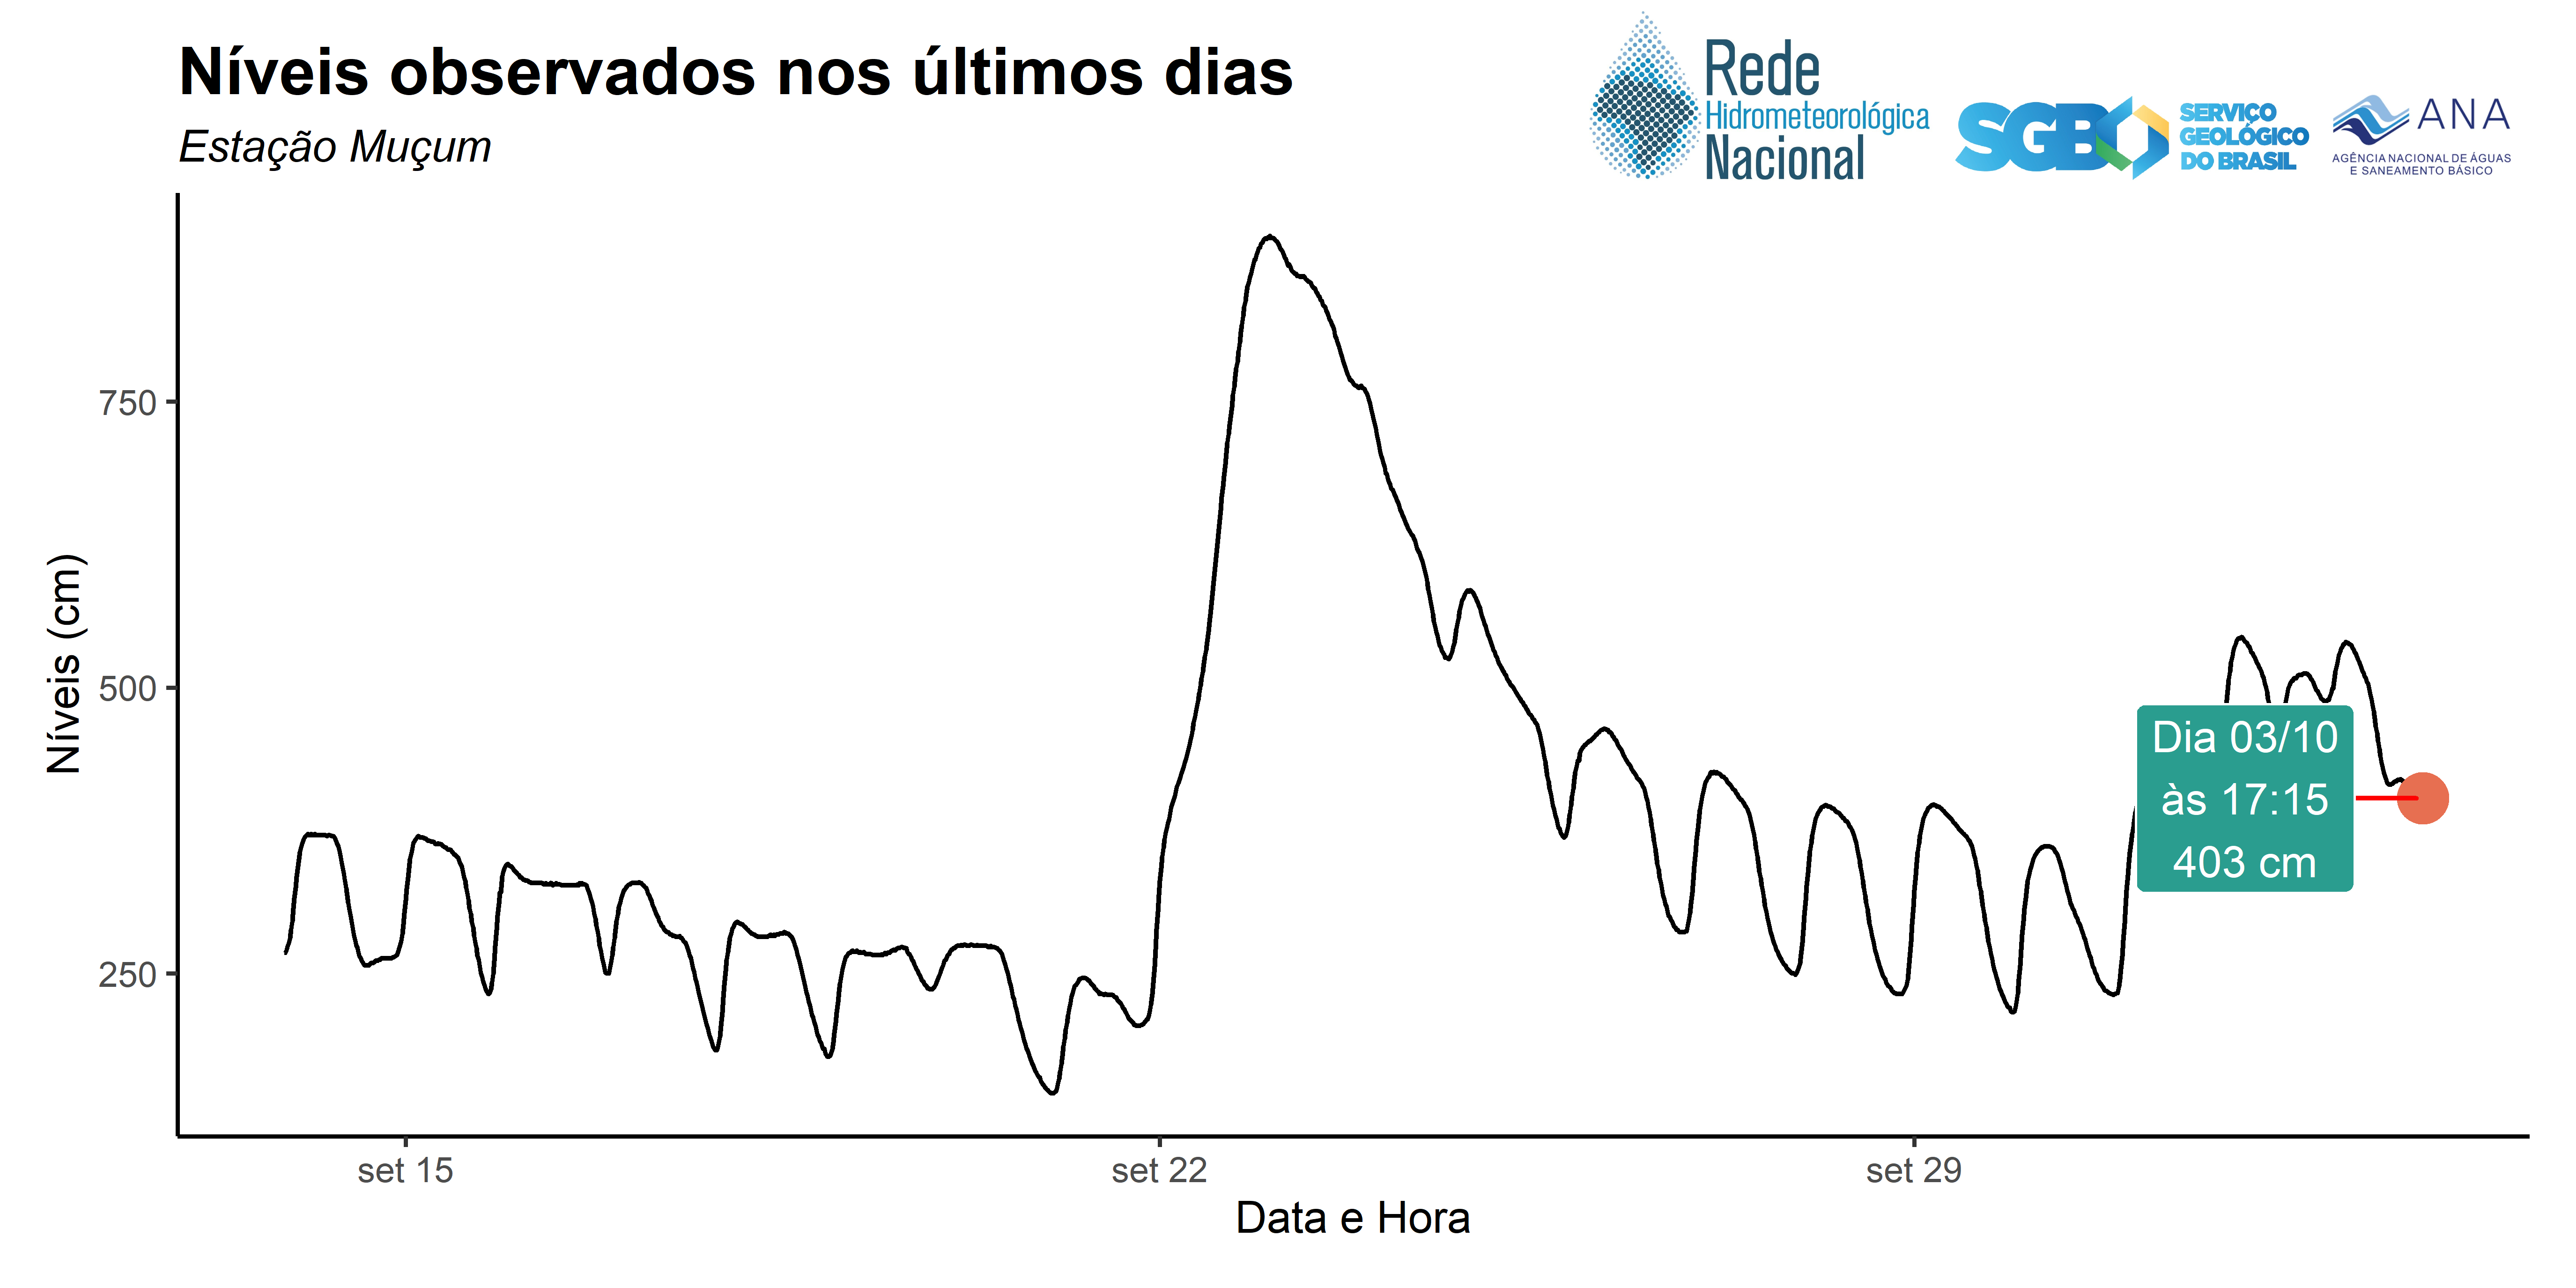 Níveis observados nos últimos dias
Estação Muçum
Rede
Hidrometeorológica
Nacional
SGB
SERVIÇO
GEOLÓGICO
DO BRASIL
ANA
AGÊNCIA NACIONAL DE ÁGUAS
E SANEAMENTO BÁSICO
Níveis (cm)
750
500
250
Dia 03/10
às 17:15
403 cm
set 15
set 22
set 29
Data e Hora